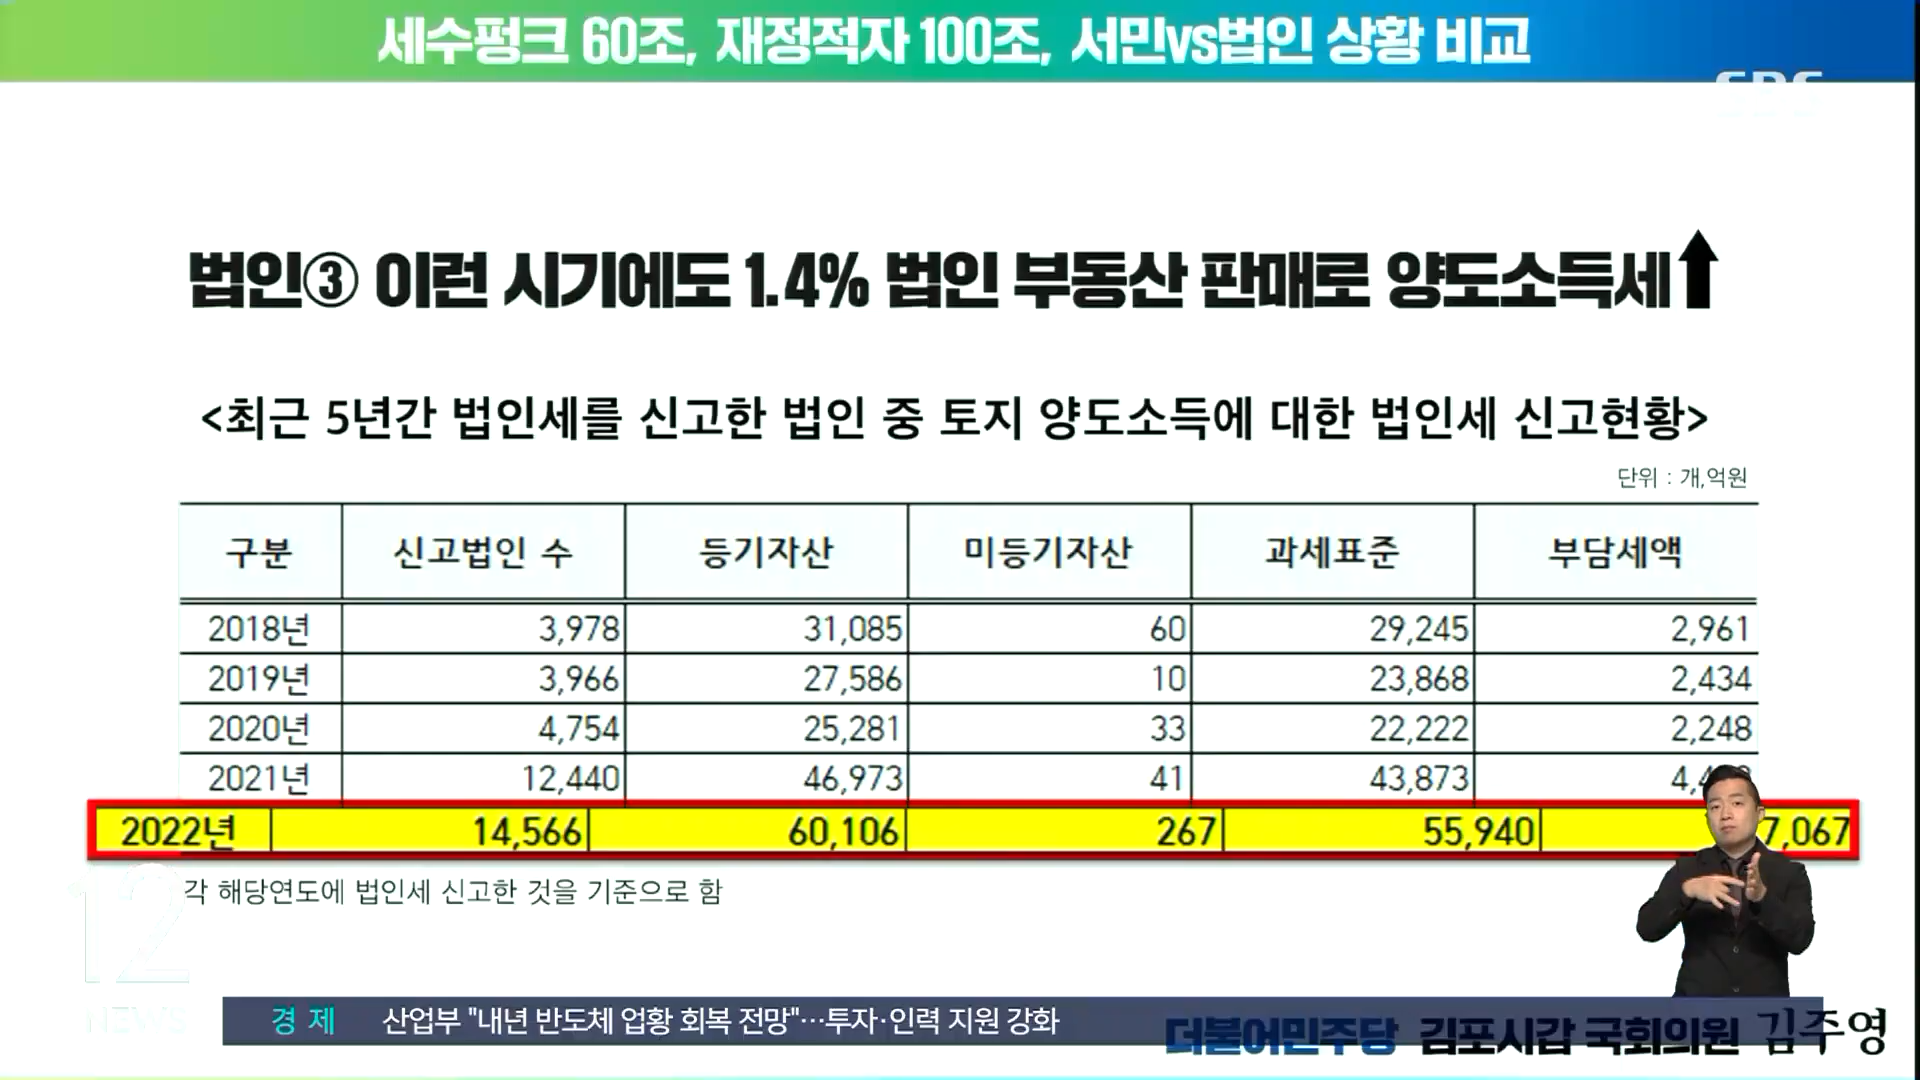 세수펑크 60조, 재정적자 100조, 서민vs법인 상황 비교
SBS
법인③ 이런 시기에도 1.4% 법인 부동산 판매로 양도소득세↑
<최근 5년간 법인세를 신고한 법인 중 토지 양도소득에 대한 법인세 신고현황>
단위 : 개,억원
구분 신고법인 수 등기자산 미등기자산 과세표준 부담세액
2018년 3,978 31,085 60 29,245 2,961
2019년 3,966 27,586 10 23,868 2,434
2020년 4,754 25,281 33 22,222 2,248
2021년 12,440 46,973 41 43,873
2022년 14,566 60,106 267 55,940 7,067
각 해당연도에 법인세 신고한 것을 기준으로 함
12
NEWS
경제 산업부 "내년 반도체 업황 회복 전망"…투자·인력 지원 강화
더불어민주당 김포시갑 국회의원 김주영